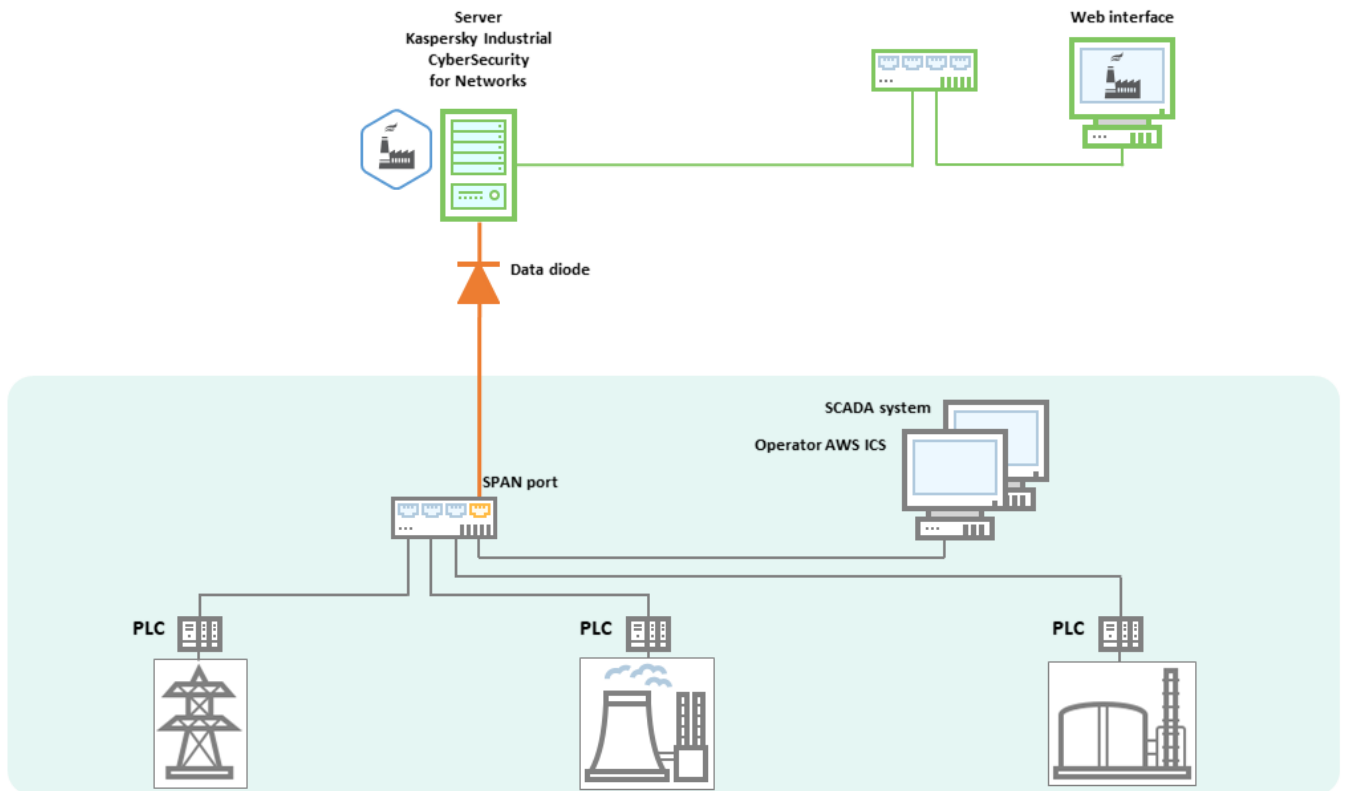 Server
Kaspersky Industrial
CyberSecurity
for Networks
Web interface
Data diode
SCADA system
Operator AWS ICS
SPAN port
PLC
PLC
PLC